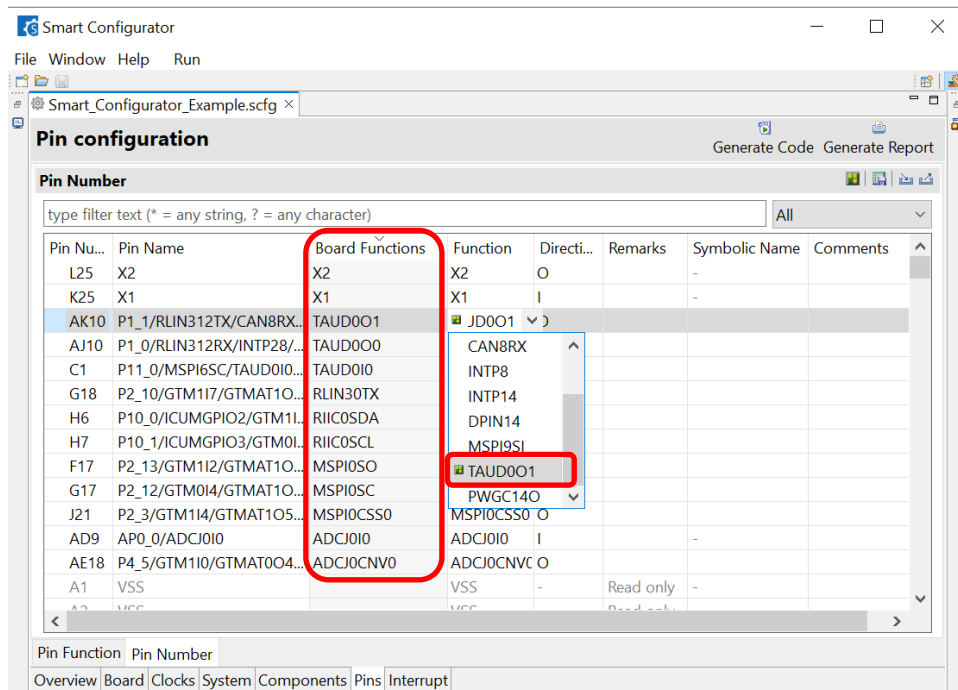 Smart Configurator
File Window Help Run
Smart_Configurator_Example.scfg
Pin configuration
Generate Code Generate Report
Pin Number
type filter text (* = any string, ? = any character) All
Pin Nu... Pin Name Board Functions Function Directi... Remarks Symbolic Name Comments
L25 X2 X2 X2 O -
K25 X1 X1 X1 I -
AK10 P1_1/RLIN312TX/CAN8RX... TAUD0O1 JD0O1
AJ10 P1_0/RLIN312RX/INTP28/... TAUD0O0 CAN8RX
C1 P11_0/MSPI6SC/TAUD0I0... TAUD0I0 INTP8
G18 P2_10/GTM1I7/GTMAT1O... RLIN30TX INTP14
H6 P10_0/ICUMGPIO2/GTM1I... RIIC0SDA DPIN14
H7 P10_1/ICUMGPIO3/GTM0I... RIIC0SCL MSPI9SI
F17 P2_13/GTM1I2/GTMAT1O... MSPI0SO TAUD0O1
G17 P2_12/GTM0I4/GTMAT1O... MSPI0SC PWGC14O
J21 P2_3/GTM1I4/GTMAT1O5... MSPI0CSS0 MSPI0CSS0 O
AD9 AP0_0/ADCJ0I0 ADCJ0I0 ADCJ0I0 I -
AE18 P4_5/GTM1I0/GTMAT0O4... ADCJ0CNV0 ADCJ0CNV0 O
A1 VSS VSS - Read only -
Pin Function Pin Number
Overview Board Clocks System Components Pins Interrupt